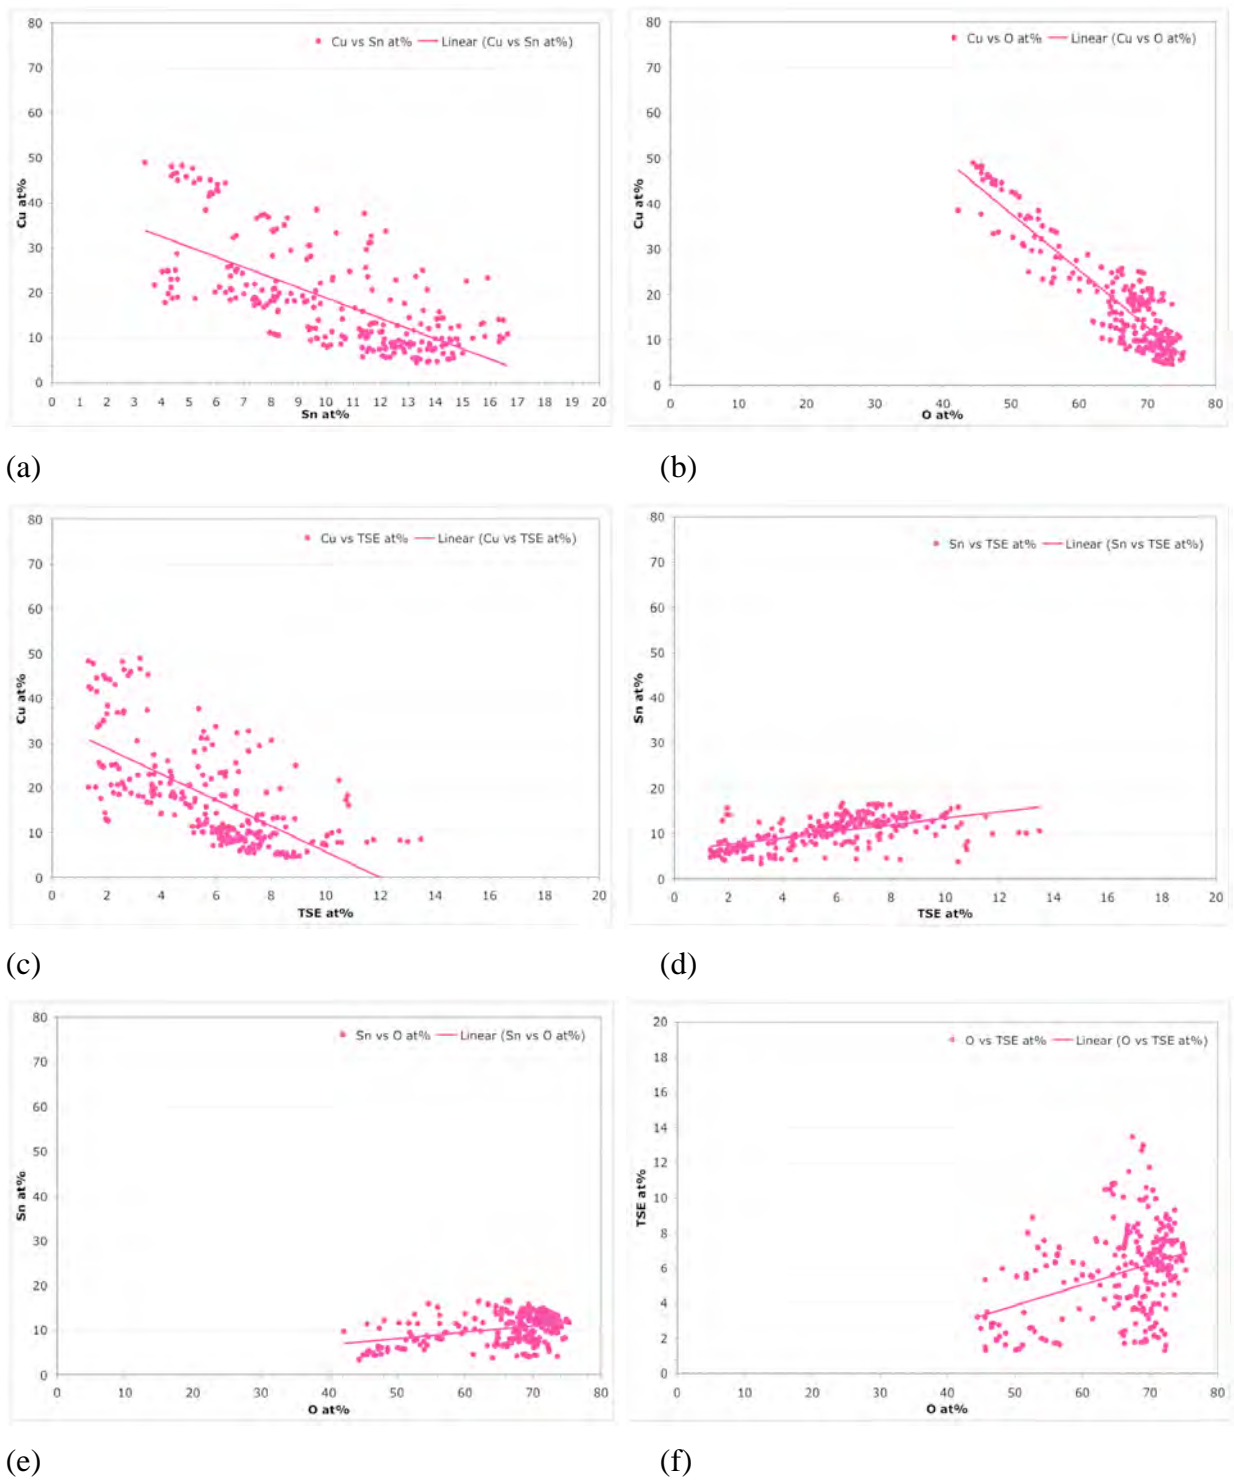 Cu vs Sn at% Linear (Cu vs Sn at%)
80
70
60
50
40
30
20
10
0
Cu at%
0 1 2 3 4 5 6 7 8 9 10 11 12 13 14 15 16 17 18 19 20
Sn at%
(a)
Cu vs O at% Linear (Cu vs O at%)
80
70
60
50
40
30
20
10
0
Cu at%
0 10 20 30 40 50 60 70 80
O at%
(b)
Cu vs TSE at% Linear (Cu vs TSE at%)
80
70
60
50
40
30
20
10
0
Cu at%
0 2 4 6 8 10 12 14 16 18 20
TSE at%
(c)
Sn vs TSE at% Linear (Sn vs TSE at%)
80
70
60
50
40
30
20
10
0
Sn at%
0 2 4 6 8 10 12 14 16 18 20
TSE at%
(d)
Sn vs O at% Linear (Sn vs O at%)
80
70
60
50
40
30
20
10
0
Sn at%
0 10 20 30 40 50 60 70 80
O at%
(e)
O vs TSE at% Linear (O vs TSE at%)
20
18
16
14
12
10
8
6
4
2
0
TSE at%
0 10 20 30 40 50 60 70 80
O at%
(f)